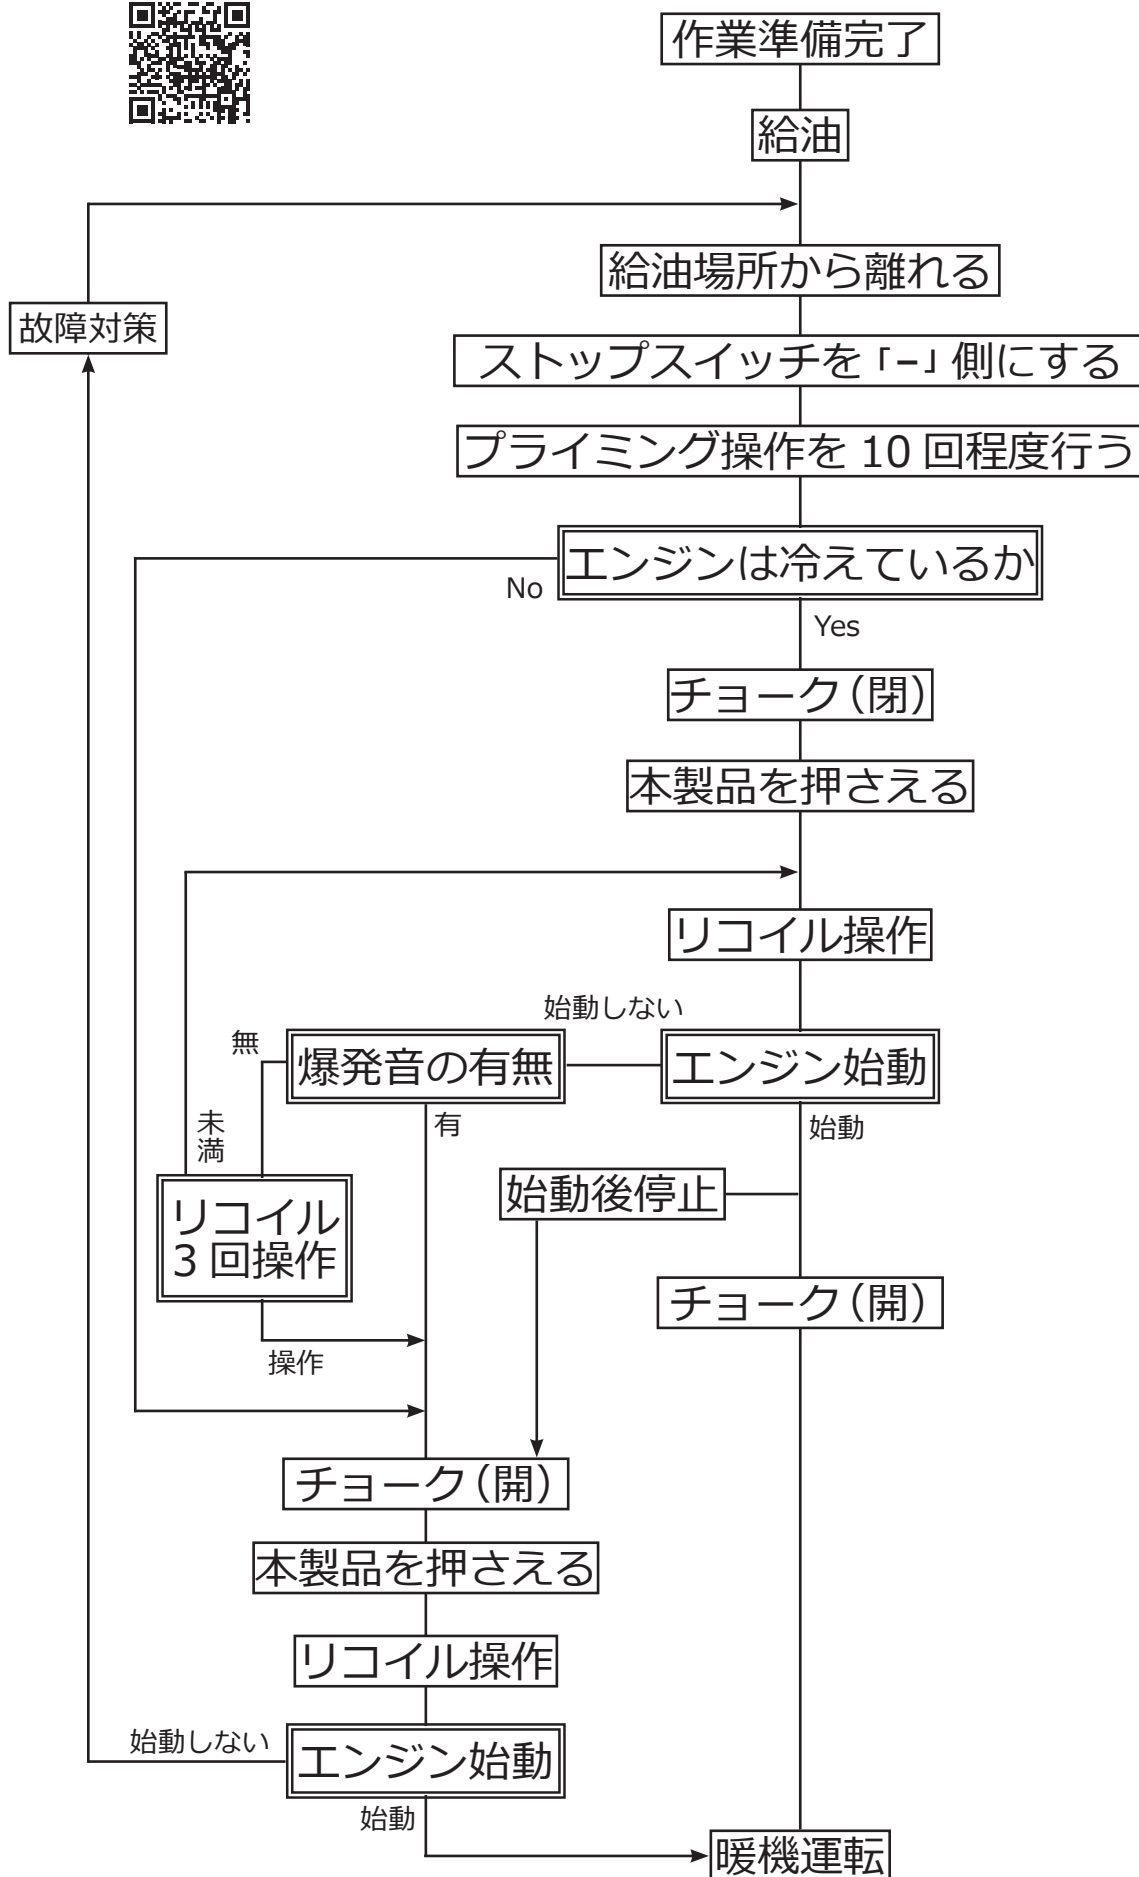 作業準備完了
給油
給油場所から離れる
故障対策
ストップスイッチを「−」側にする
プライミング操作を 10 回程度行う
エンジンは冷えているか
No
Yes
チョーク（閉）
本製品を押さえる
リコイル操作
始動しない
無
爆発音の有無
エンジン始動
未満
有
始動
始動後停止
リコイル
3 回操作
チョーク（開）
操作
チョーク（開）
本製品を押さえる
リコイル操作
始動しない
エンジン始動
始動
暖機運転